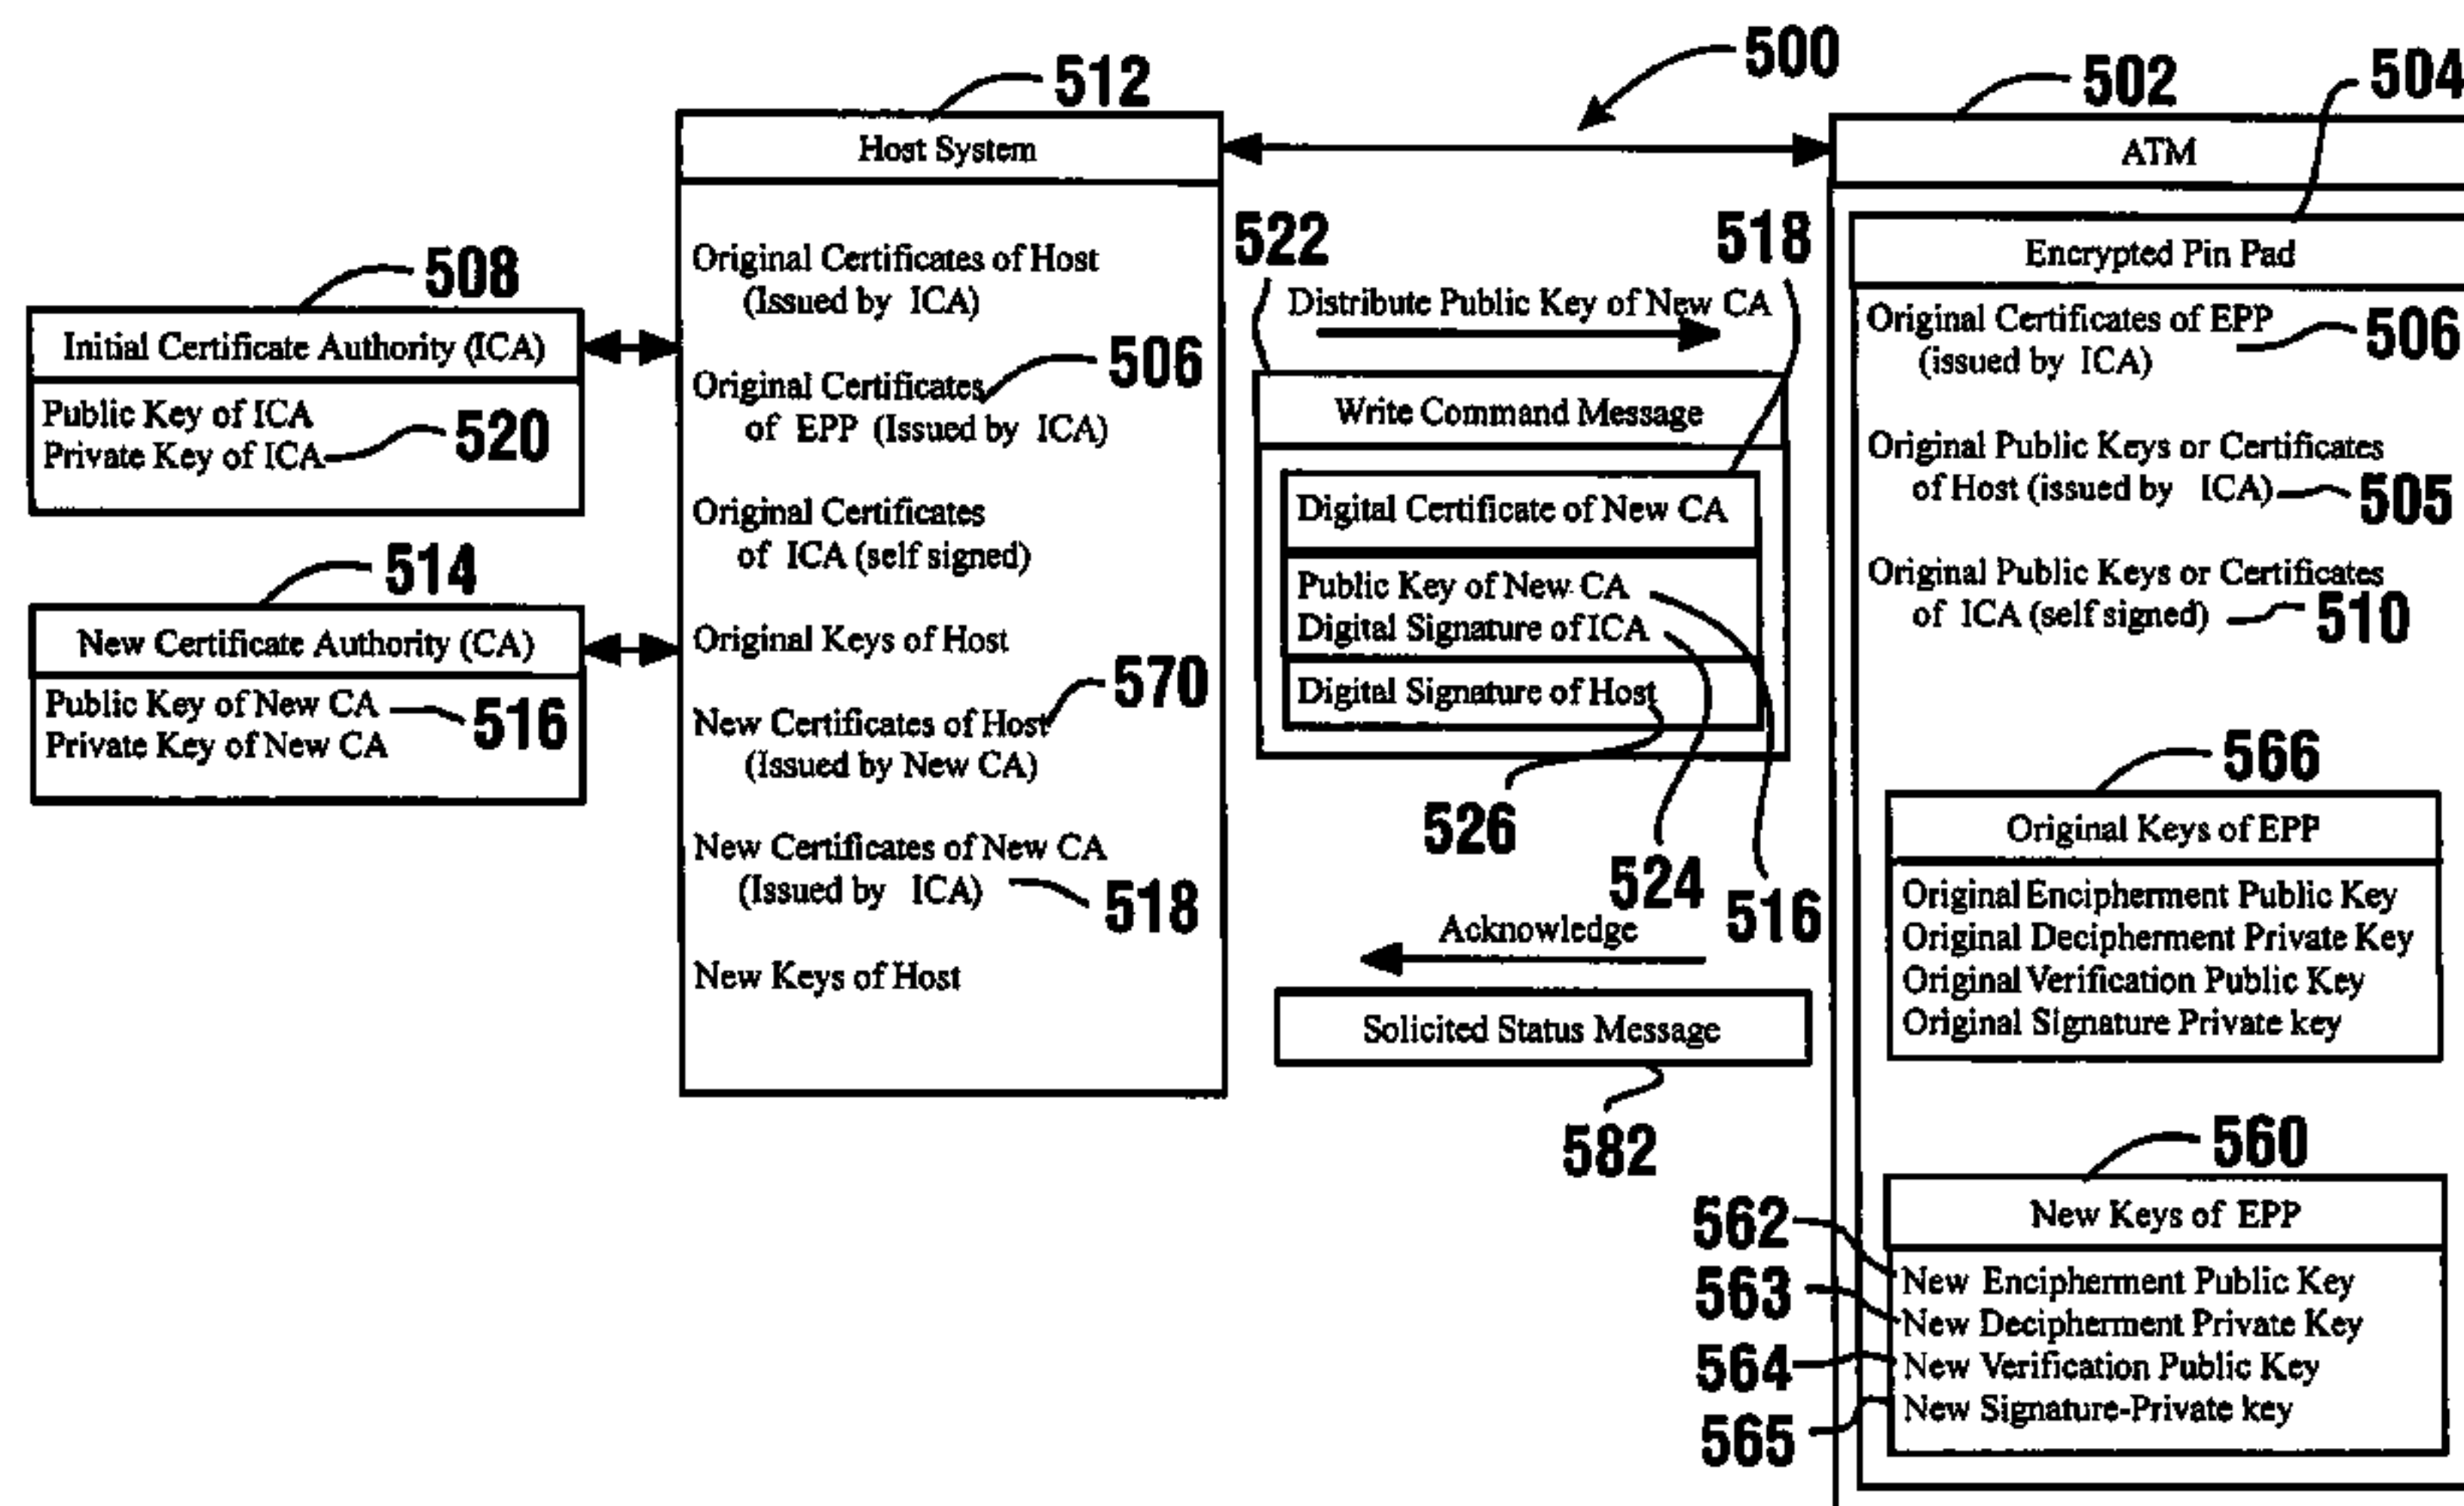 500
512
502
504
Host System
ATM
508
Initial Certificate Authority (ICA)
Public Key of ICA
Private Key of ICA
520
514
New Certificate Authority (CA)
Public Key of New CA
516
Private Key of New CA
Original Certificates of Host
(Issued by ICA)
Original Certificates
506
of EPP (Issued by ICA)
Original Certificates
of ICA (self signed)
Original Keys of Host
570
New Certificates of Host
(Issued by New CA)
New Certificates of New CA
(Issued by ICA)
518
New Keys of Host
522
518
Distribute Public Key of New CA
Write Command Message
Digital Certificate of New CA
Public Key of New CA
Digital Signature of ICA
Digital Signature of Host
526
524
516
Acknowledge
Solicited Status Message
582
Encrypted Pin Pad
Original Certificates of EPP
506
(issued by ICA)
Original Public Keys or Certificates
of Host (issued by ICA)
505
Original Public Keys or Certificates
of ICA (self signed)
510
566
Original Keys of EPP
Original Encipherment Public Key
Original Decipherment Private Key
Original Verification Public Key
Original Signature Private key
560
New Keys of EPP
562
New Encipherment Public Key
563
New Decipherment Private Key
564
New Verification Public Key
565
New Signature-Private key